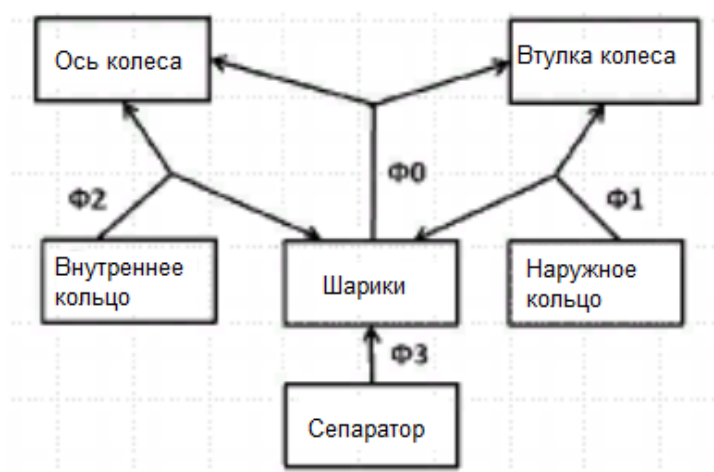 Ось колеса
Втулка колеса
Ф0
Ф2
Ф1
Внутреннее
кольцо
Шарики
Наружное
кольцо
Ф3
Сепаратор